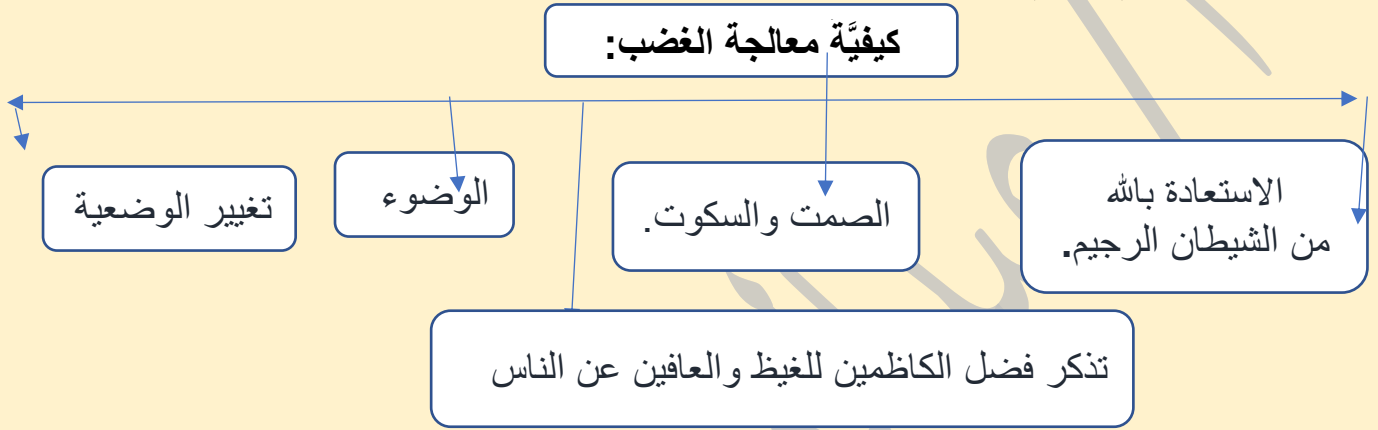 كيفيَّة معالجة الغضب:
الاستعادة بالله
من الشيطان الرجيم.
الصمت والسكوت.
الوضوء
تغيير الوضعية
تذكر فضل الكاظمين للغيظ والعافين عن الناس